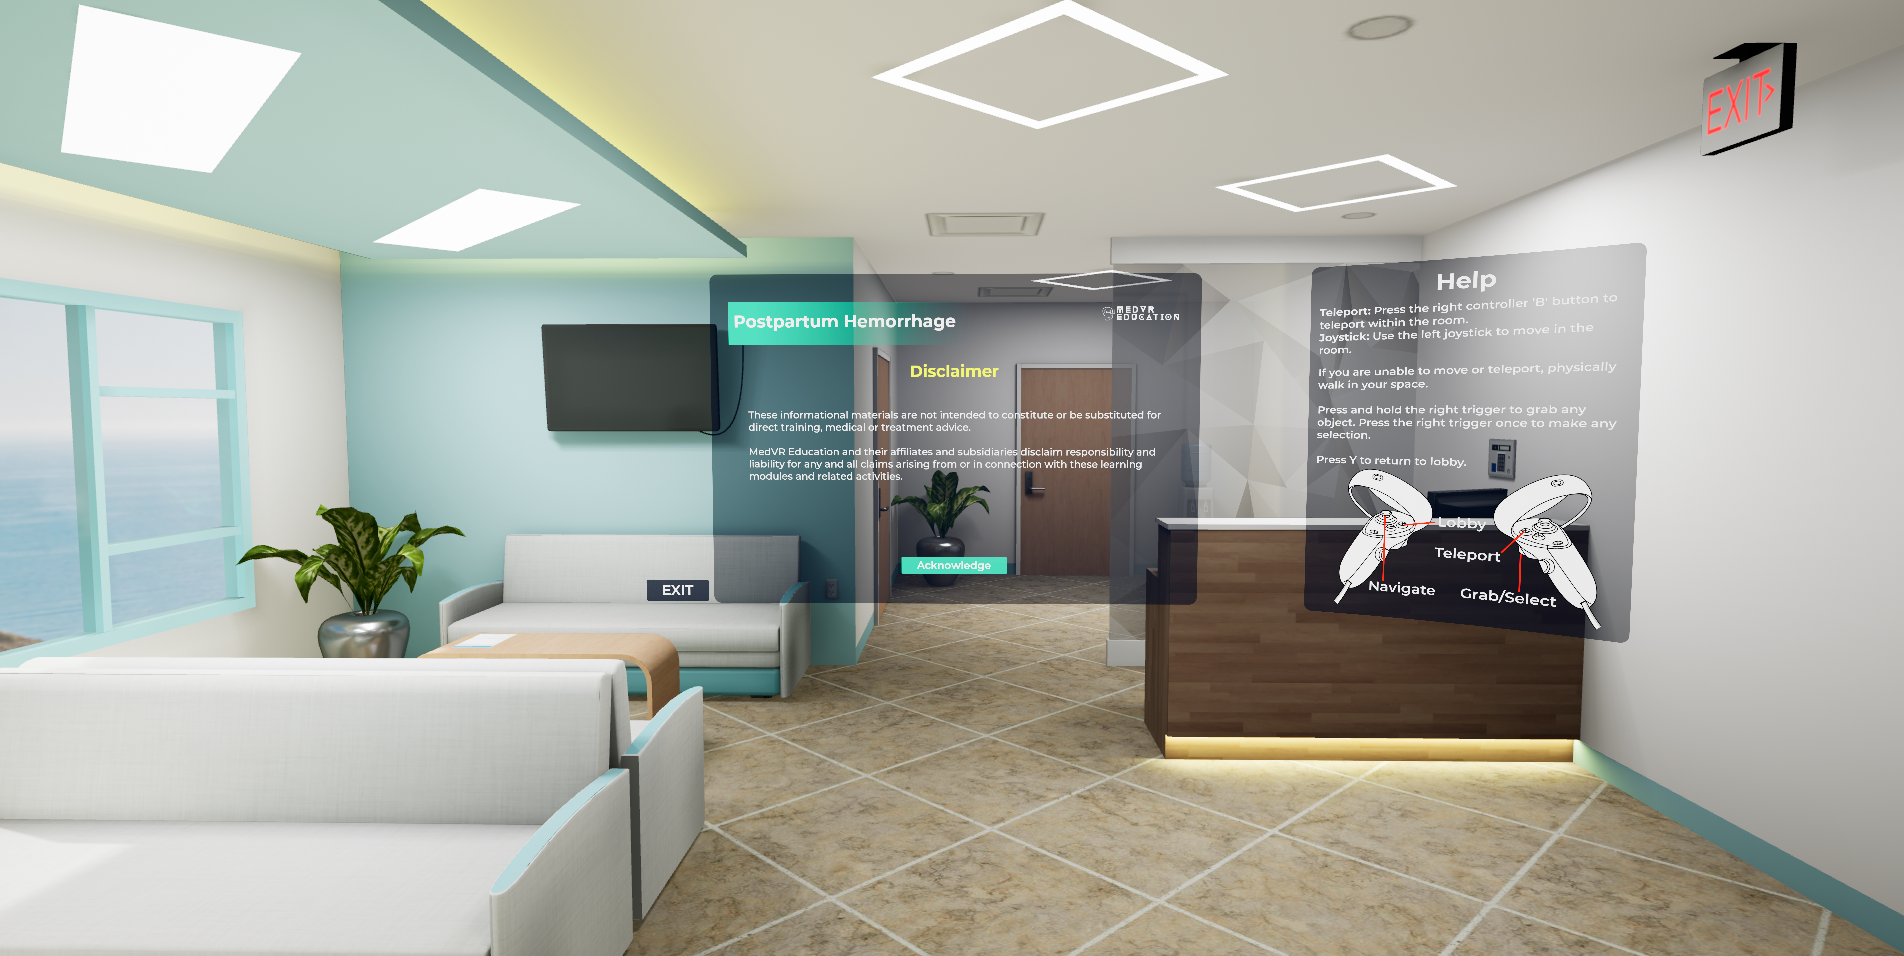 EXIT>
Postpartum Hemorrhage
MEDVR
EDUCATION
Disclaimer
These informational materials are not intended to constitute or be substituted for
direct training, medical or treatment advice.
MedVR Education and their affiliates and subsidiaries disclaim responsibility and
liability for any and all claims arising from or in connection with these learning
modules and related activities.
Acknowledge
EXIT
Help
Teleport: Press the right controller 'B' button to
teleport within the room.
Joystick: Use the left joystick to move in the
room.
If you are unable to move or teleport, physically
walk in your space.
Press and hold the right trigger to grab any
object. Press the right trigger once to make any
selection.
Press Y to return to lobby.
Lobby
Teleport
Navigate
Grab/Select